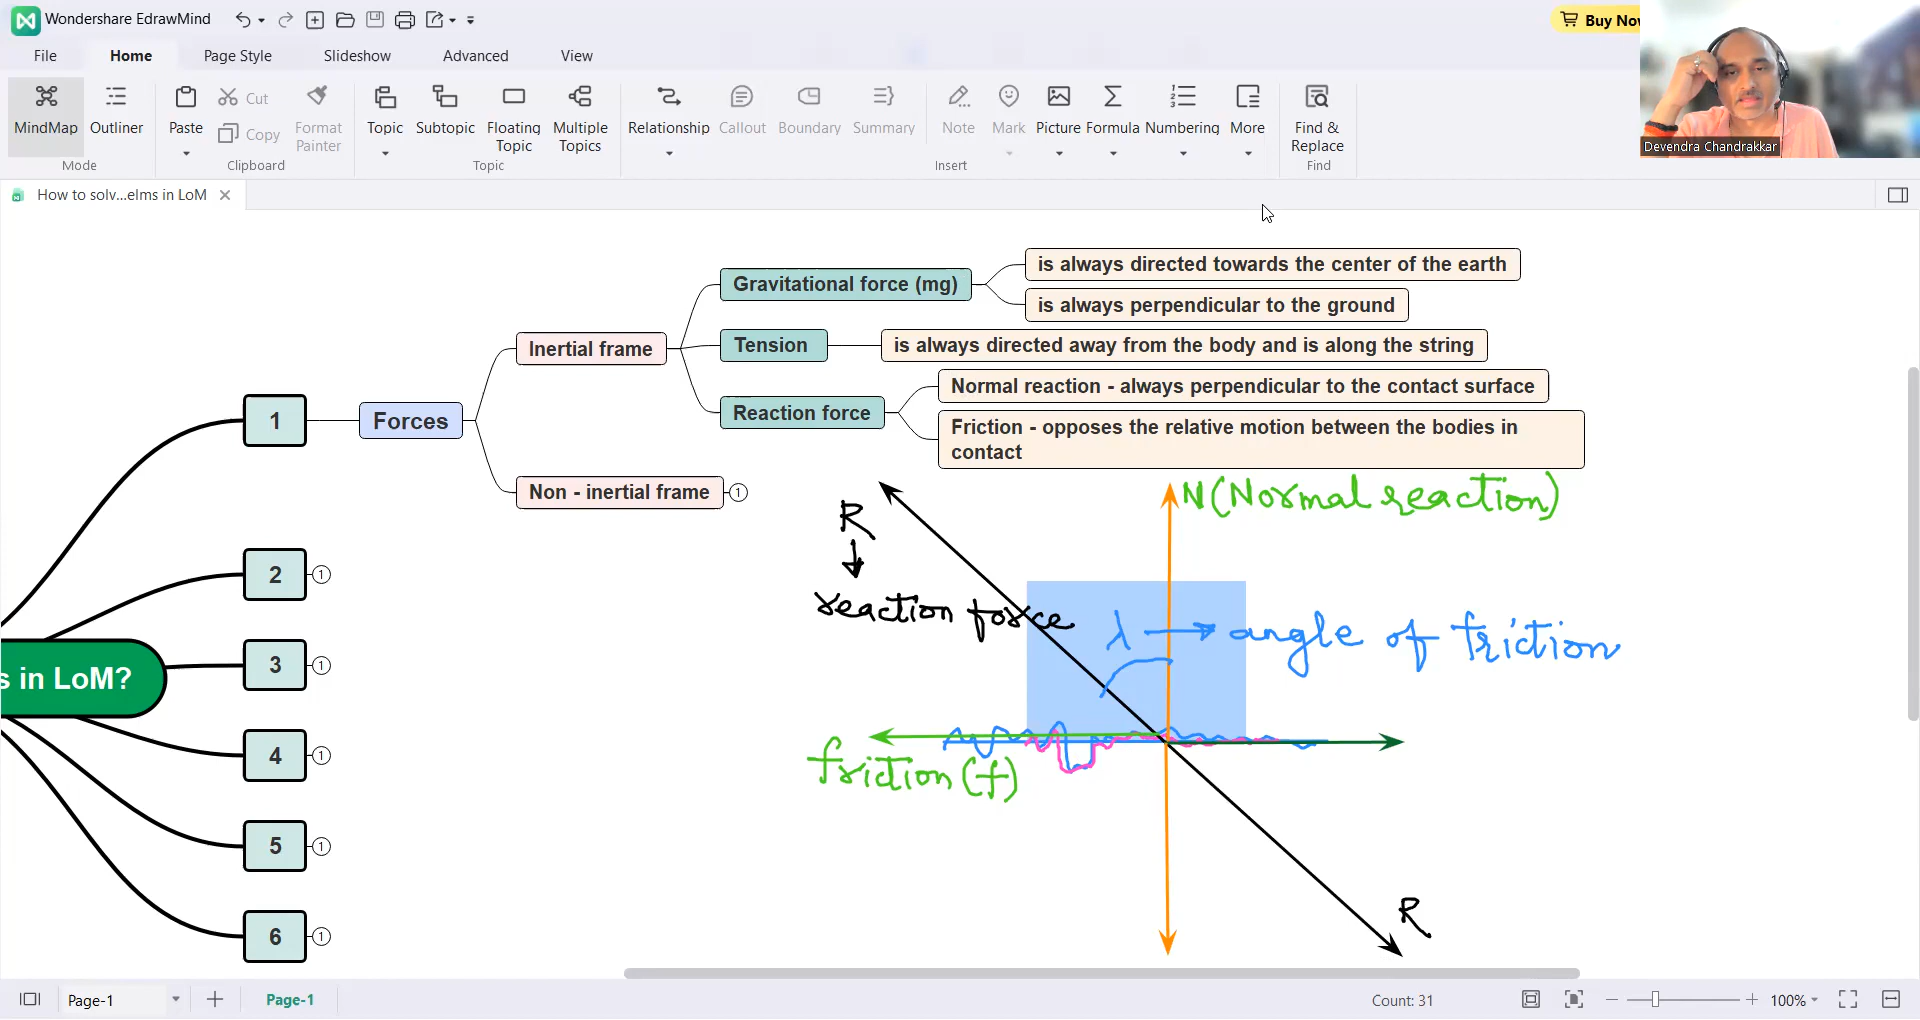 Wondershare EdrawMind
Buy Now
File Home Page Style Slideshow Advanced View
MindMap Outliner Paste Cut Copy Format Painter Topic Subtopic Floating Topic Multiple Topics Relationship Callout Boundary Summary Note Mark Picture Formula Numbering More Find & Replace
Mode Clipboard Topic Insert Find
Devendra Chandrakkar
How to solv...elms in LoM
Gravitational force (mg)
is always directed towards the center of the earth
is always perpendicular to the ground
Inertial frame
Tension
is always directed away from the body and is along the string
Reaction force
Normal reaction - always perpendicular to the contact surface
Friction - opposes the relative motion between the bodies in
contact
1
Forces
Non - inertial frame
1
N(Normal reaction)
R
reaction force
λ → angle of friction
friction(f)
R
2 1
3 1
s in LoM?
4 1
5 1
6 1
Page-1
Page-1
Count: 31
100%